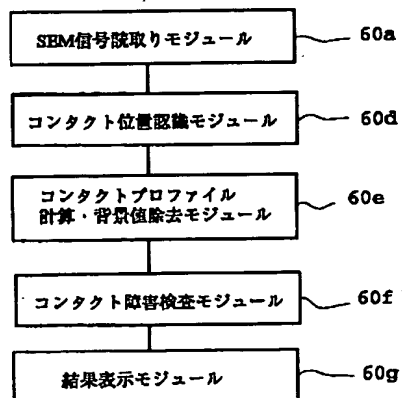 SEM信号読取りモジュール
60a
コンタクト位置認識モジュール
60d
コンタクトプロファイル
計算・背景値除去モジュール
60e
コンタクト障害検査モジュール
60f
結果表示モジュール
60g